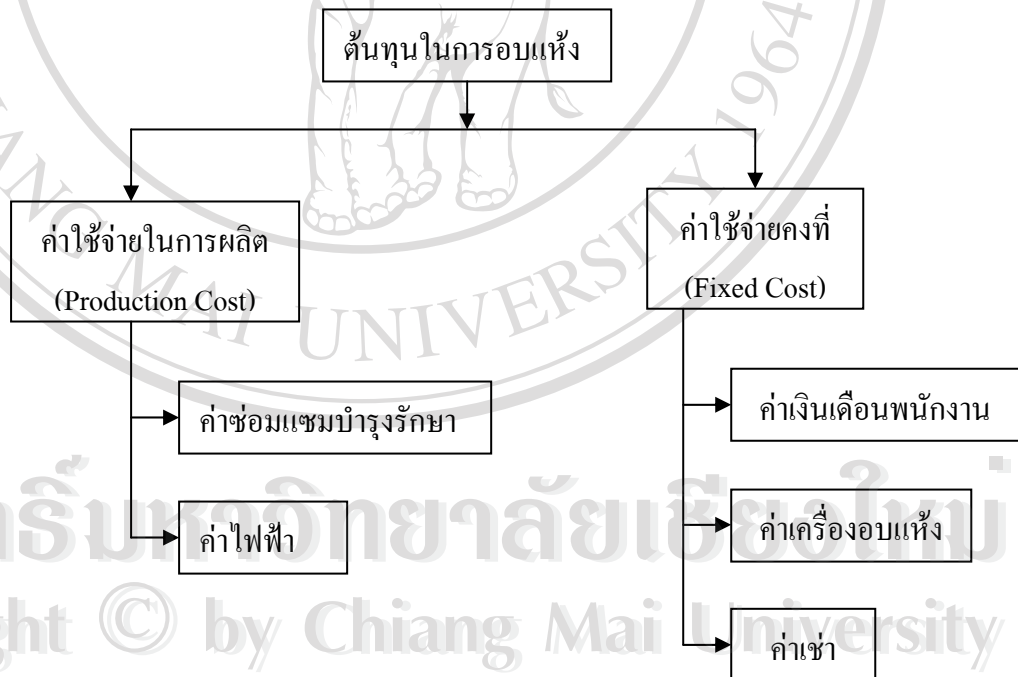 ต้นทุนในการอบแห้ง
ค่าใช้จ่ายในการผลิต
(Production Cost)
ค่าใช้จ่ายคงที่
(Fixed Cost)
ค่าซ่อมแซมบำรุงรักษา
ค่าไฟฟ้า
ค่าเงินเดือนพนักงาน
ค่าเครื่องอบแห้ง
ค่าเช่า
MAI UNIVERSITY 1964
มหาวิทยาลัยเชียงใหม่
© by Chiang Mai University